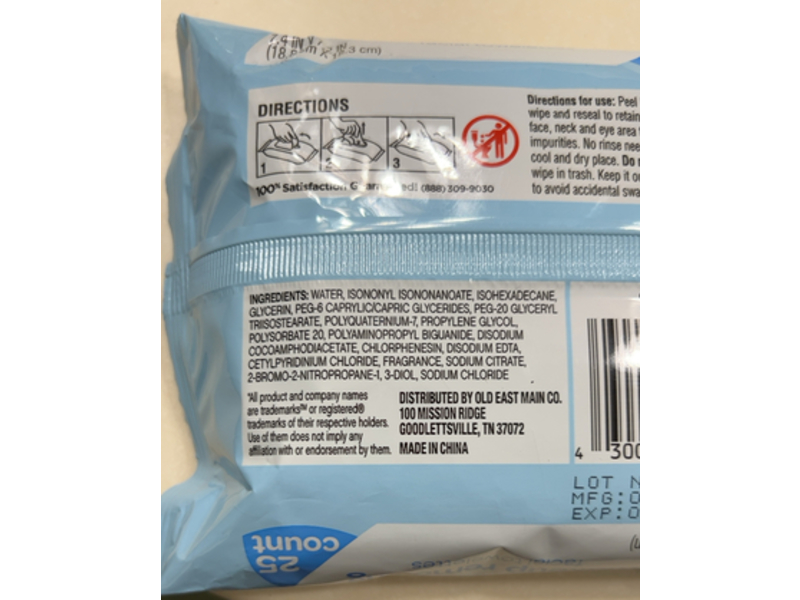 DIRECTIONS
1 2 3
100% Satisfaction (888) 309-9030
Directions for use: Peel
wipe and reseal to retain
face, neck and eye area
impurities. No rinse nee
cool and dry place. Do
wipe in trash. Keep it o
to avoid accidental swa
INGREDIENTS: WATER, ISONONYL ISONONANOATE, ISOHEXADECANE,
GLYCERIN, PEG-6 CAPRYLIC/CAPRIC GLYCERIDES, PEG-20 GLYCERYL
TRIISOSTEARATE, POLYQUATERNIUM-7, PROPYLENE GLYCOL,
POLYSORBATE 20, POLYAMINOPROPYL BIGUANIDE, DISODIUM
COCOAMPHODIACETATE, CHLORPHENESIN, DISODIUM EDTA,
CETYLPYRIDINIUM CHLORIDE, FRAGRANCE, SODIUM CITRATE,
2-BROMO-2-NITROPROPANE-1, 3-DIOL, SODIUM CHLORIDE
*All product and company names
are trademarks™ or registered®
trademarks of their respective holders.
Use of them does not imply any
affiliation with or endorsement by them.
DISTRIBUTED BY OLD EAST MAIN CO.
100 MISSION RIDGE
GOODLETTSVILLE, TN 37072
MADE IN CHINA
4 300
LOT N
MFG:0
EXP:0
25
count